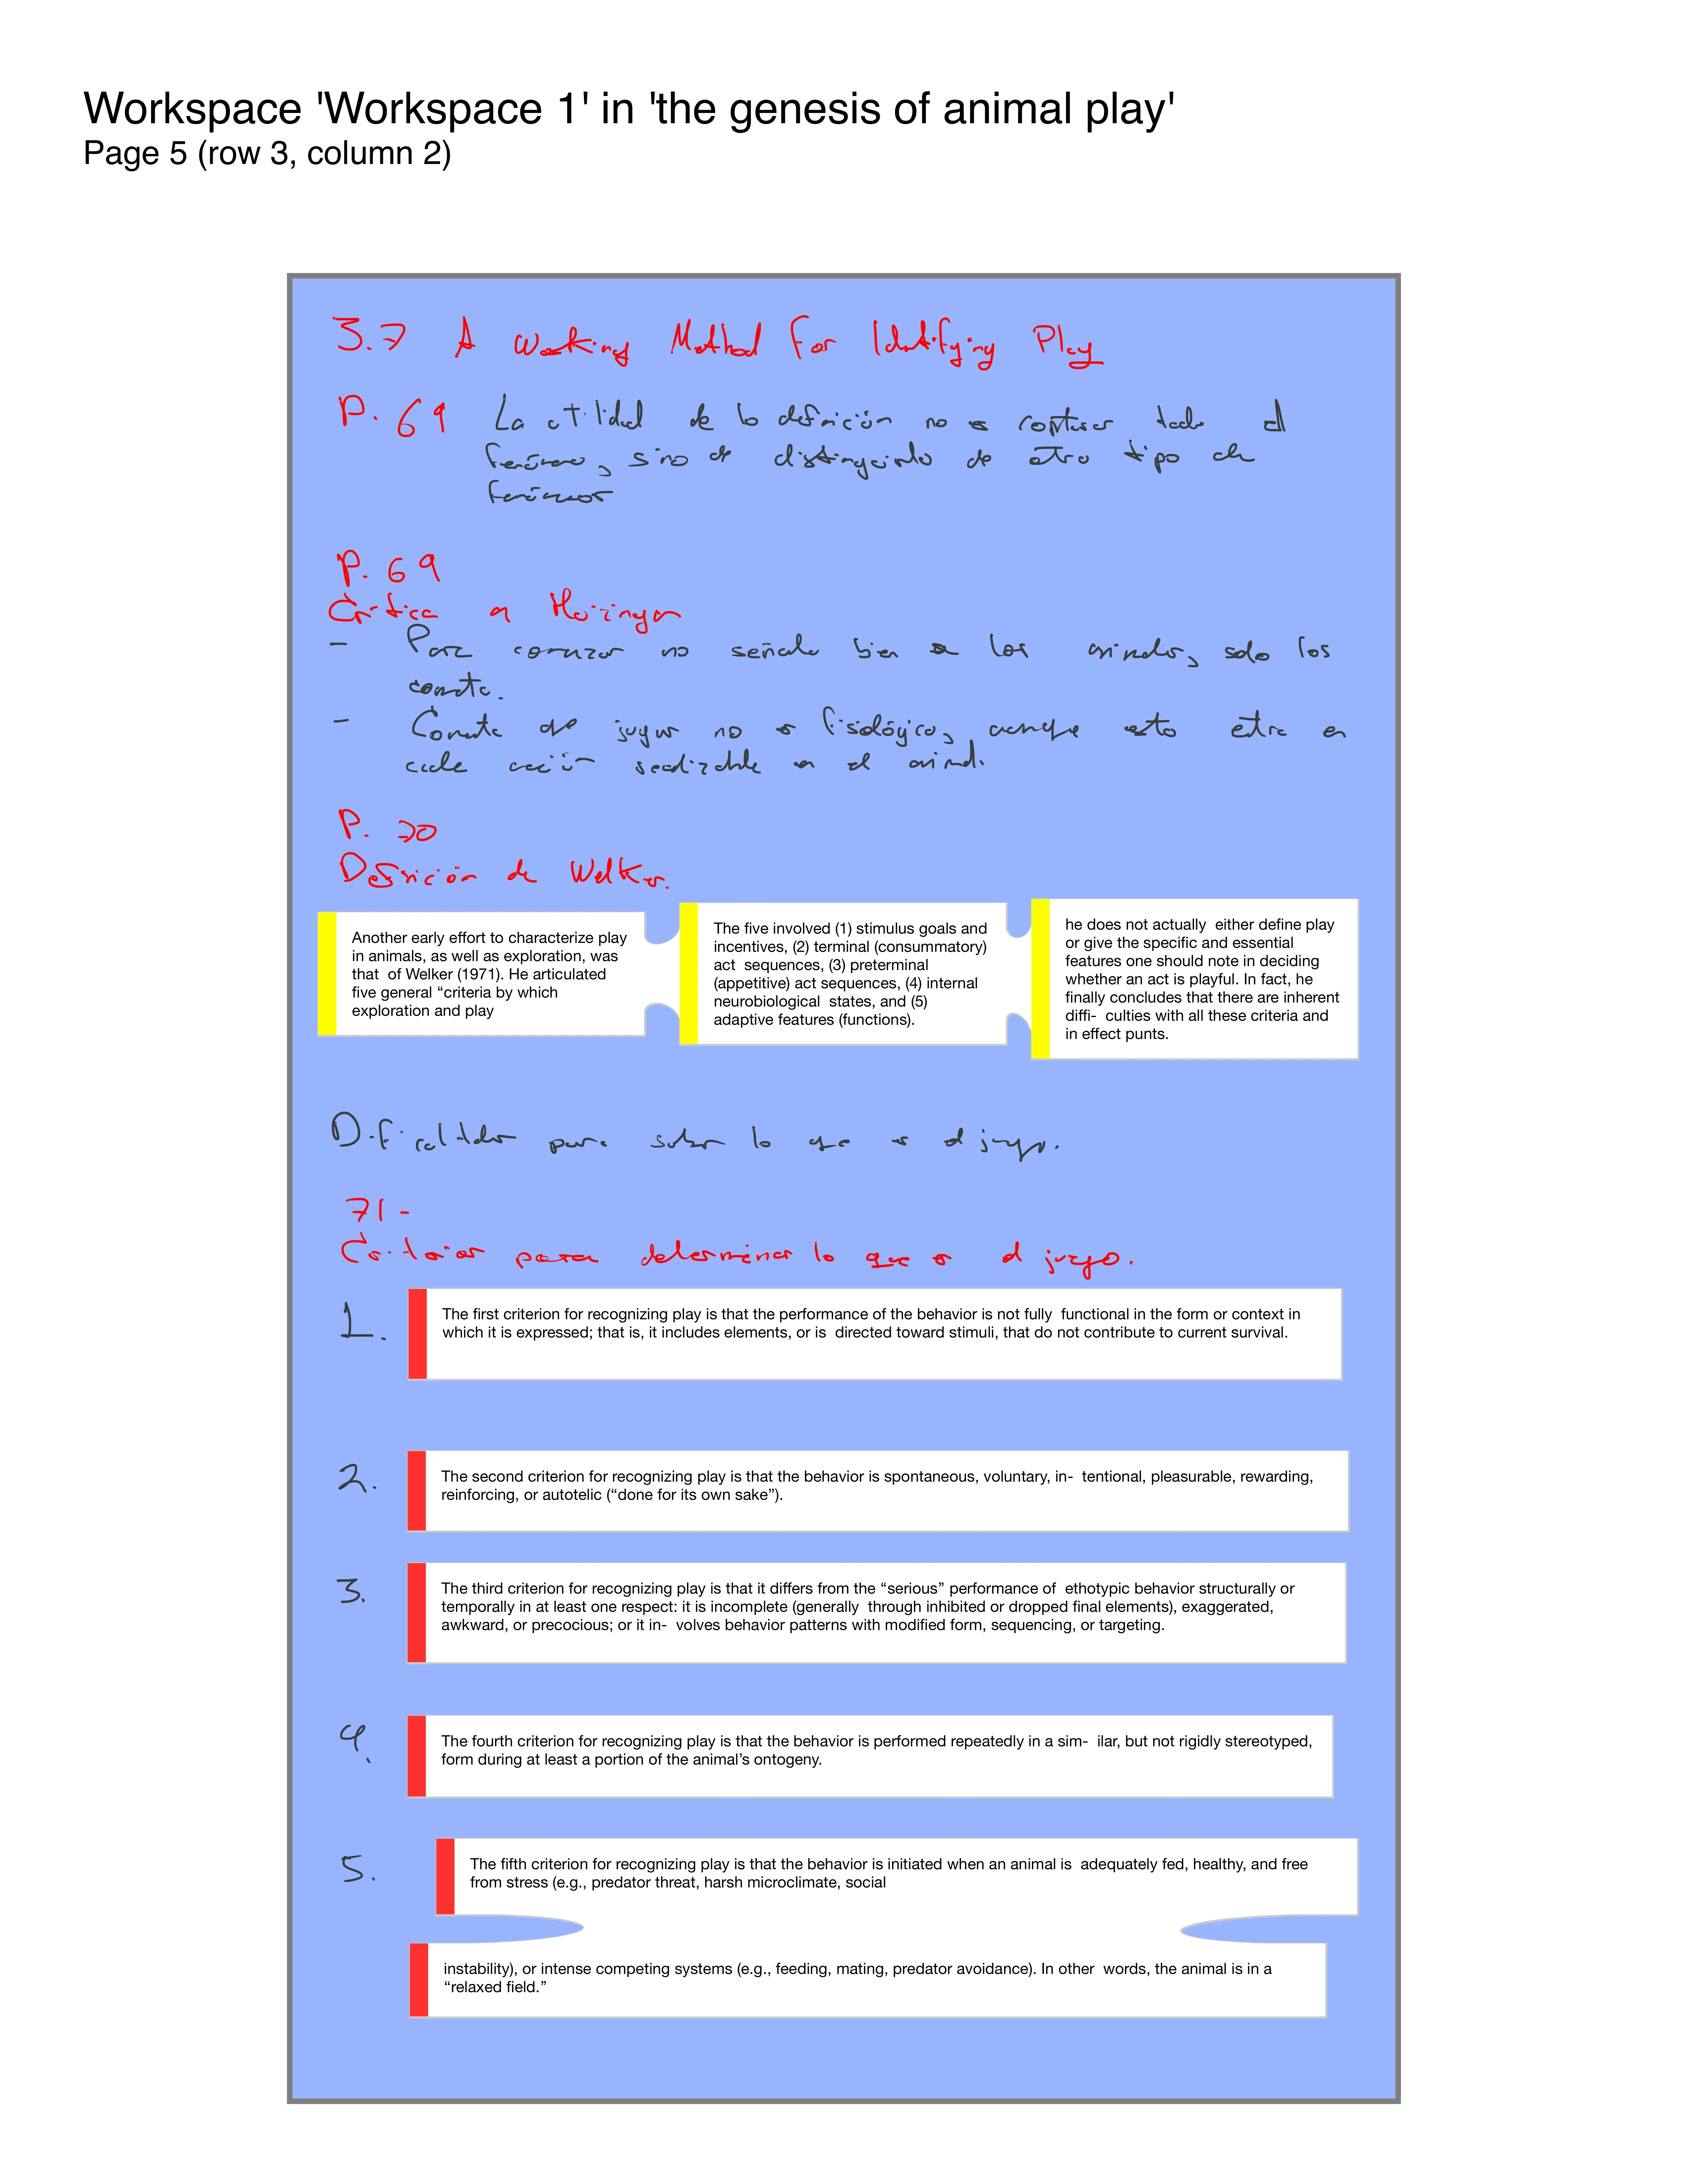 Workspace 'Workspace 1' in 'the genesis of animal play'
Page 5 (row 3, column 2)
3.7 A Working Method For Identifying Play
P. 69 La utilidad de la definición no es capturar todo el
fenómeno, sino de distinguirlo de otro tipo de
fenómenos
P. 69
Crítica a Huizinga
- Para comenzar no señala bien a los animales, solo los
comenta.
- Comenta que jugar no es fisiológico, aunque esto entra en
cada acción realizable en el animal.
P. 70
Definición de Welker.
Another early effort to characterize play
in animals, as well as exploration, was
that of Welker (1971). He articulated
five general “criteria by which
exploration and play
The five involved (1) stimulus goals and
incentives, (2) terminal (consummatory)
act sequences, (3) preterminal
(appetitive) act sequences, (4) internal
neurobiological states, and (5)
adaptive features (functions).
he does not actually either define play
or give the specific and essential
features one should note in deciding
whether an act is playful. In fact, he
finally concludes that there are inherent
diffi- culties with all these criteria and
in effect punts.
Dificultades para saber lo que es el juego.
71 -
Criterios para determinar lo que es el juego.
1. The first criterion for recognizing play is that the performance of the behavior is not fully functional in the form or context in
which it is expressed; that is, it includes elements, or is directed toward stimuli, that do not contribute to current survival.
2. The second criterion for recognizing play is that the behavior is spontaneous, voluntary, in- tentional, pleasurable, rewarding,
reinforcing, or autotelic (“done for its own sake”).
3. The third criterion for recognizing play is that it differs from the “serious” performance of ethotypic behavior structurally or
temporally in at least one respect: it is incomplete (generally through inhibited or dropped final elements), exaggerated,
awkward, or precocious; or it in- volves behavior patterns with modified form, sequencing, or targeting.
4. The fourth criterion for recognizing play is that the behavior is performed repeatedly in a sim- ilar, but not rigidly stereotyped,
form during at least a portion of the animal’s ontogeny.
5. The fifth criterion for recognizing play is that the behavior is initiated when an animal is adequately fed, healthy, and free
from stress (e.g., predator threat, harsh microclimate, social
instability), or intense competing systems (e.g., feeding, mating, predator avoidance). In other words, the animal is in a
“relaxed field.”